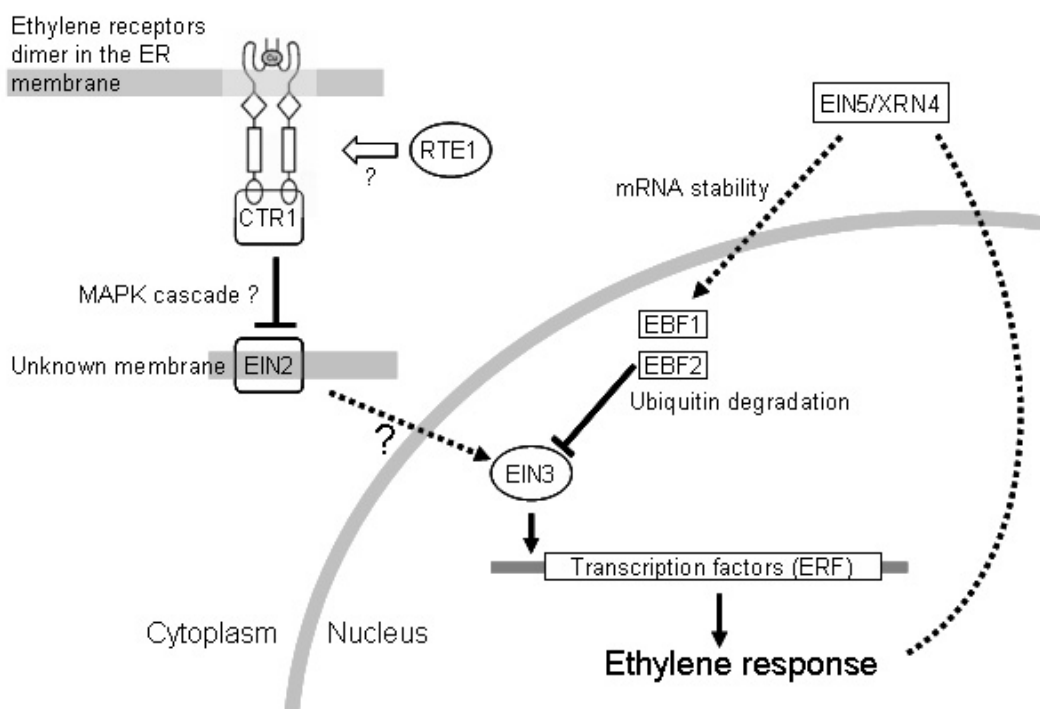 Ethylene receptors
dimer in the ER
membrane
Cu
EIN5/XRN4
RTE1
?
mRNA stability
CTR1
MAPK cascade ?
EBF1
Unknown membrane
EIN2
EBF2
Ubiquitin degradation
?
EIN3
Transcription factors (ERF)
Cytoplasm
Nucleus
Ethylene response